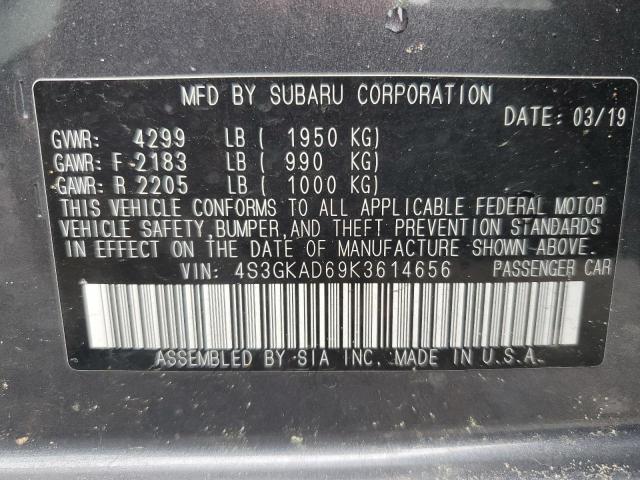 MFD BY SUBARU CORPORATION
DATE: 03/19
GVWR: 4299 LB ( 1950 KG)
GAWR: F 2183 LB ( 990 KG)
GAWR: R 2205 LB ( 1000 KG)
THIS VEHICLE CONFORMS TO ALL APPLICABLE FEDERAL MOTOR
VEHICLE SAFETY, BUMPER, AND THEFT PREVENTION STANDARDS
IN EFFECT ON THE DATE OF MANUFACTURE SHOWN ABOVE.
VIN: 4S3GKAD69K3614656 PASSENGER CAR
ASSEMBLED BY SIA INC. MADE IN U.S.A.